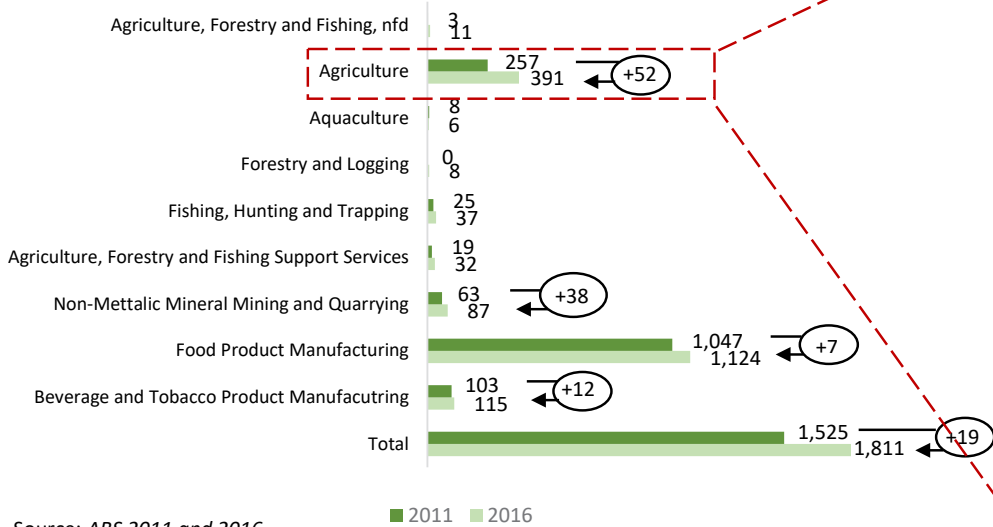 Agriculture, Forestry and Fishing, nfd 3
11
Agriculture 257
391 +52
Aquaculture 8
6
Forestry and Logging 0
8
Fishing, Hunting and Trapping 25
37
Agriculture, Forestry and Fishing Support Services 19
32
Non-Mettalic Mineral Mining and Quarrying 63
87 +38
Food Product Manufacturing 1,047
1,124 +7
Beverage and Tobacco Product Manufacutring 103
115 +12
Total 1,525
1,811 +19
2011 2016
Source: ABS 2011 and 2016